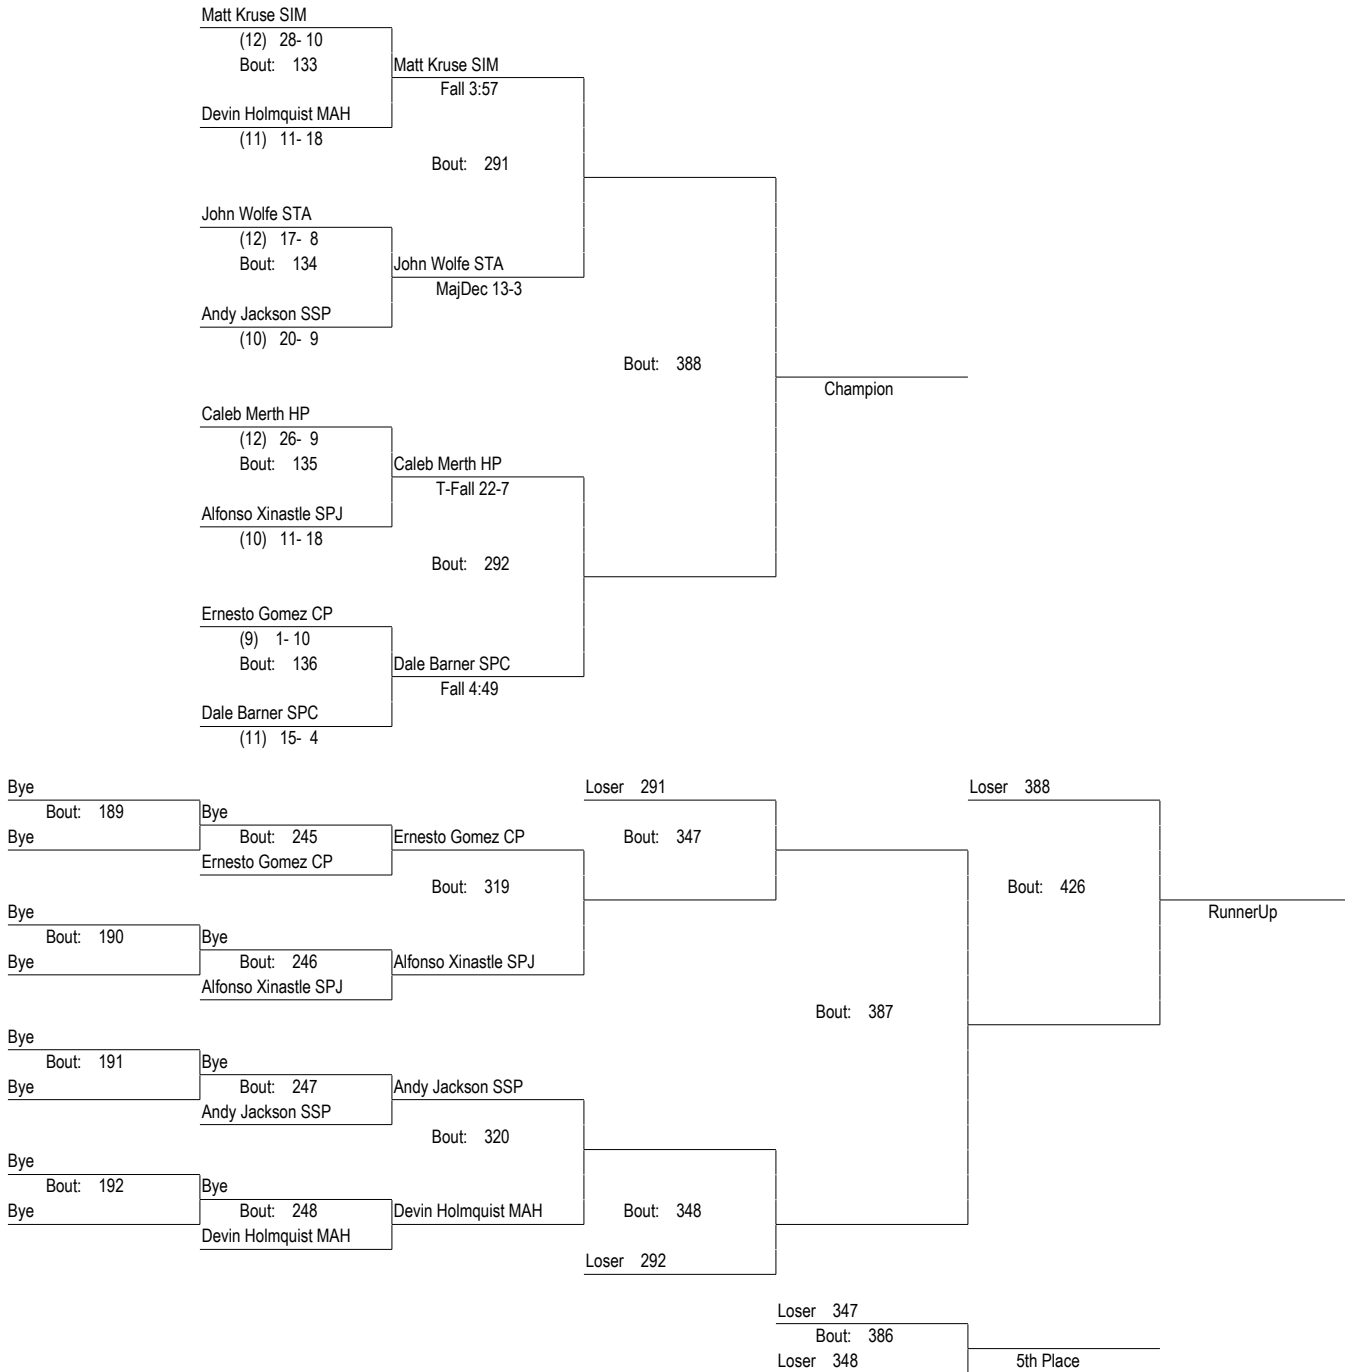 Matt Kruse SIM
(12) 28- 10
Bout: 133
Matt Kruse SIM
Fall 3:57
Devin Holmquist MAH
(11) 11- 18
Bout: 291
John Wolfe STA
(12) 17- 8
Bout: 134
John Wolfe STA
MajDec 13-3
Andy Jackson SSP
(10) 20- 9
Bout: 388
Champion
Caleb Merth HP
(12) 26- 9
Bout: 135
Caleb Merth HP
T-Fall 22-7
Alfonso Xinastle SPJ
(10) 11- 18
Bout: 292
Ernesto Gomez CP
(9) 1- 10
Bout: 136
Dale Barner SPC
Fall 4:49
Dale Barner SPC
(11) 15- 4
Bye
Loser 291
Loser 388
Bout: 189
Bye
Bye
Bout: 245
Ernesto Gomez CP
Bout: 347
Ernesto Gomez CP
Bout: 319
Bout: 426
Bye
RunnerUp
Bout: 190
Bye
Bye
Bout: 246
Alfonso Xinastle SPJ
Alfonso Xinastle SPJ
Bout: 387
Bye
Bout: 191
Bye
Bye
Bout: 247
Andy Jackson SSP
Andy Jackson SSP
Bout: 320
Bye
Bout: 192
Bye
Bye
Bout: 248
Devin Holmquist MAH
Bout: 348
Devin Holmquist MAH
Loser 292
Loser 347
Bout: 386
Loser 348
5th Place